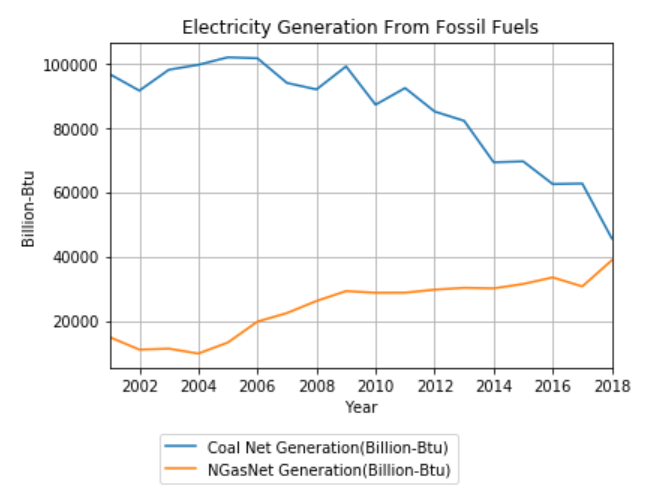 Electricity Generation From Fossil Fuels
100000
80000
60000
40000
20000
Billion-Btu
2002 2004 2006 2008 2010 2012 2014 2016 2018
Year
Coal Net Generation(Billion-Btu)
NGasNet Generation(Billion-Btu)